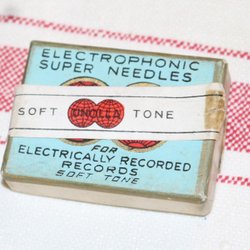 ELECTROPHONIC
SUPER NEEDLES
SOFT TONE
FOR
ELECTRICALLY RECORDED
RECORDS
SOFT TONE